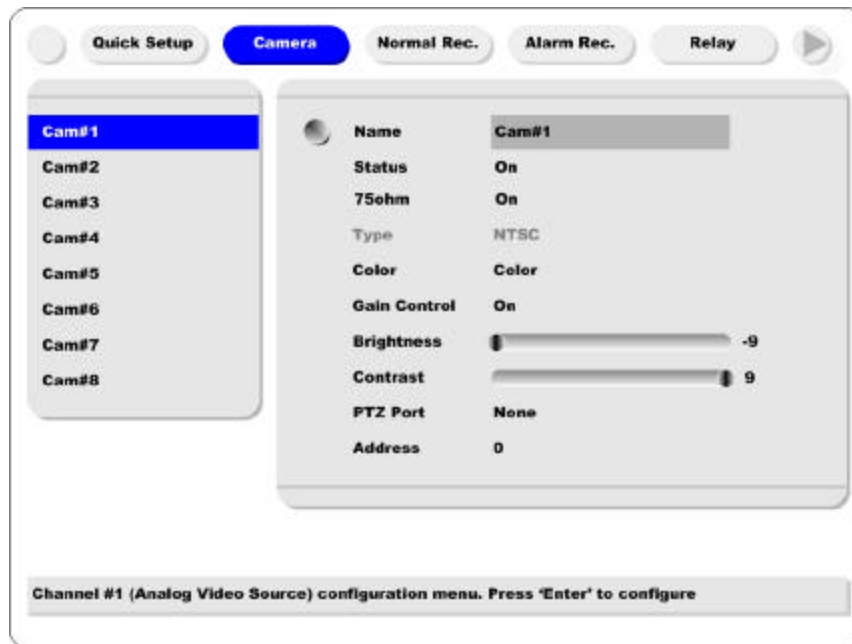 Quick Setup Camera Normal Rec. Alarm Rec. Relay
Cam#1
Cam#2
Cam#3
Cam#4
Cam#5
Cam#6
Cam#7
Cam#8
Name Cam#1
Status On
75ohm On
Type NTSC
Color Color
Gain Control On
Brightness -9
Contrast 9
PTZ Port None
Address 0
Channel #1 (Analog Video Source) configuration menu. Press ‘Enter’ to configure